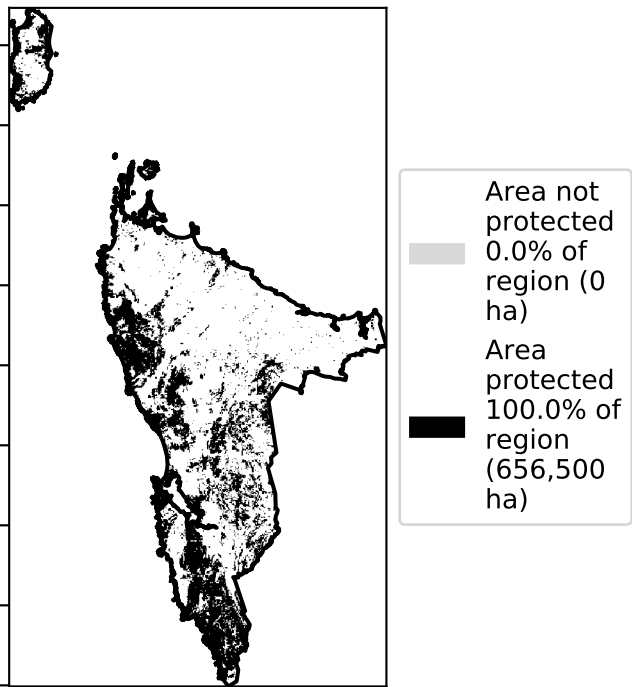 Area not
protected
0.0% of
region (0
ha)
Area
protected
100.0% of
region
(656,500
ha)